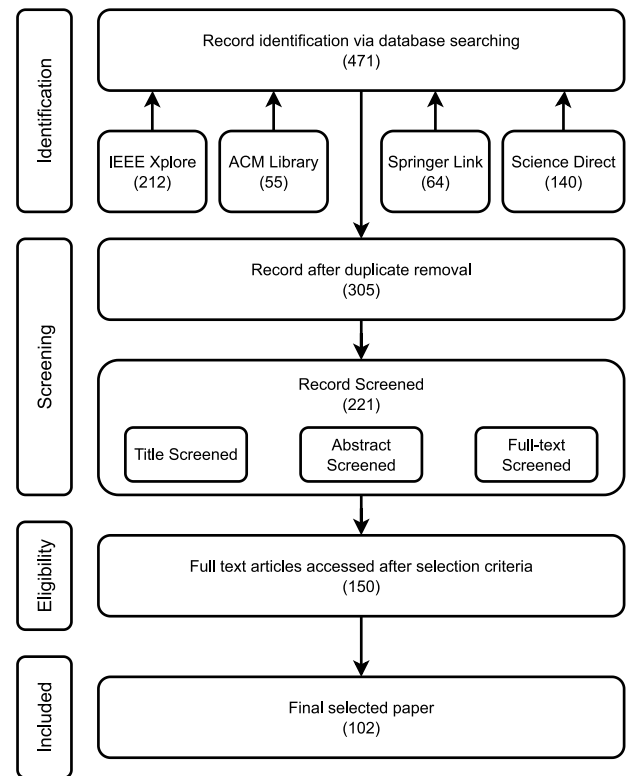 Identification
Record identification via database searching
(471)
IEEE Xplore
(212)
ACM Library
(55)
Springer Link
(64)
Science Direct
(140)
Screening
Record after duplicate removal
(305)
Record Screened
(221)
Title Screened
Abstract
Screened
Full-text
Screened
Eligibility
Full text articles accessed after selection criteria
(150)
Included
Final selected paper
(102)